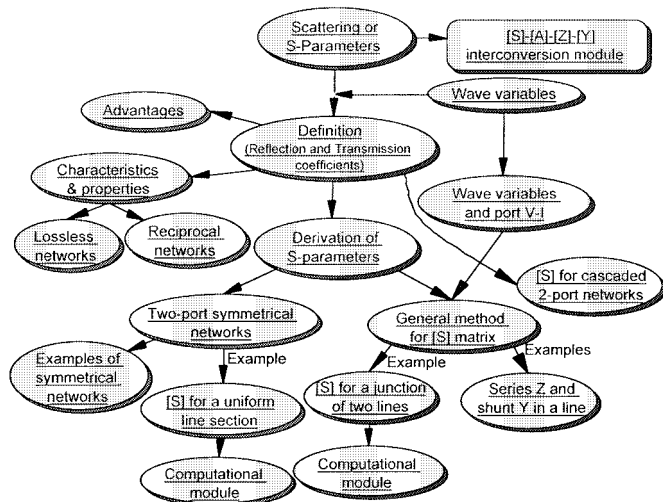 Scattering or
S-Parameters
[S]-[A]-[Z]-[Y]
interconversion module
Wave variables
Advantages
Definition
(Reflection and Transmission
coefficients)
Characteristics
& properties
Wave variables
and port V-I
Lossless
networks
Reciprocal
networks
Derivation of
S-parameters
[S] for cascaded
2-port networks
Two-port symmetrical
networks
General method
for [S] matrix
Example
Example
Examples
Examples of
symmetrical
networks
[S] for a uniform
line section
[S] for a junction
of two lines
Series Z and
shunt Y in a line
Computational
module
Computational
module